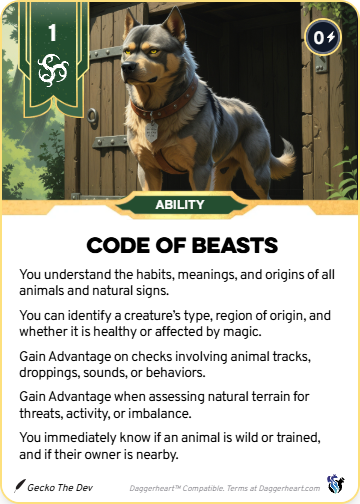 1
0
ABILITY
CODE OF BEASTS
You understand the habits, meanings, and origins of all
animals and natural signs.
You can identify a creature's type, region of origin, and
whether it is healthy or affected by magic.
Gain Advantage on checks involving animal tracks,
droppings, sounds, or behaviors.
Gain Advantage when assessing natural terrain for
threats, activity, or imbalance.
You immediately know if an animal is wild or trained,
and if their owner is nearby.
Gecko The Dev
Daggerheart™ Compatible. Terms at Daggerheart.com